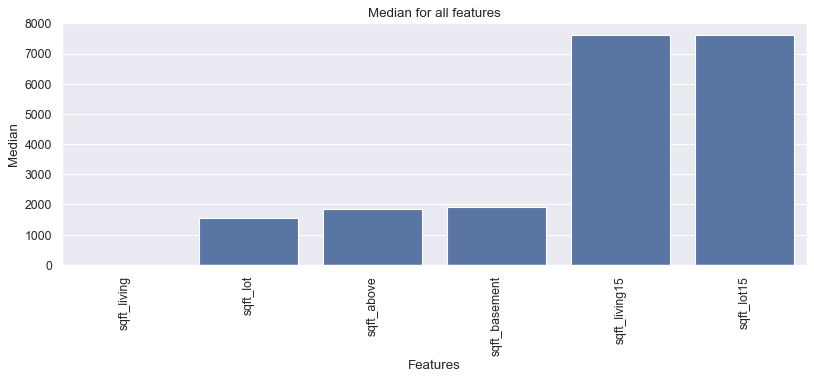 Median for all features
8000
7000
6000
5000
4000
3000
2000
1000
0
Median
sqft_living
sqft_lot
sqft_above
sqft_basement
sqft_living15
sqft_lot15
Features